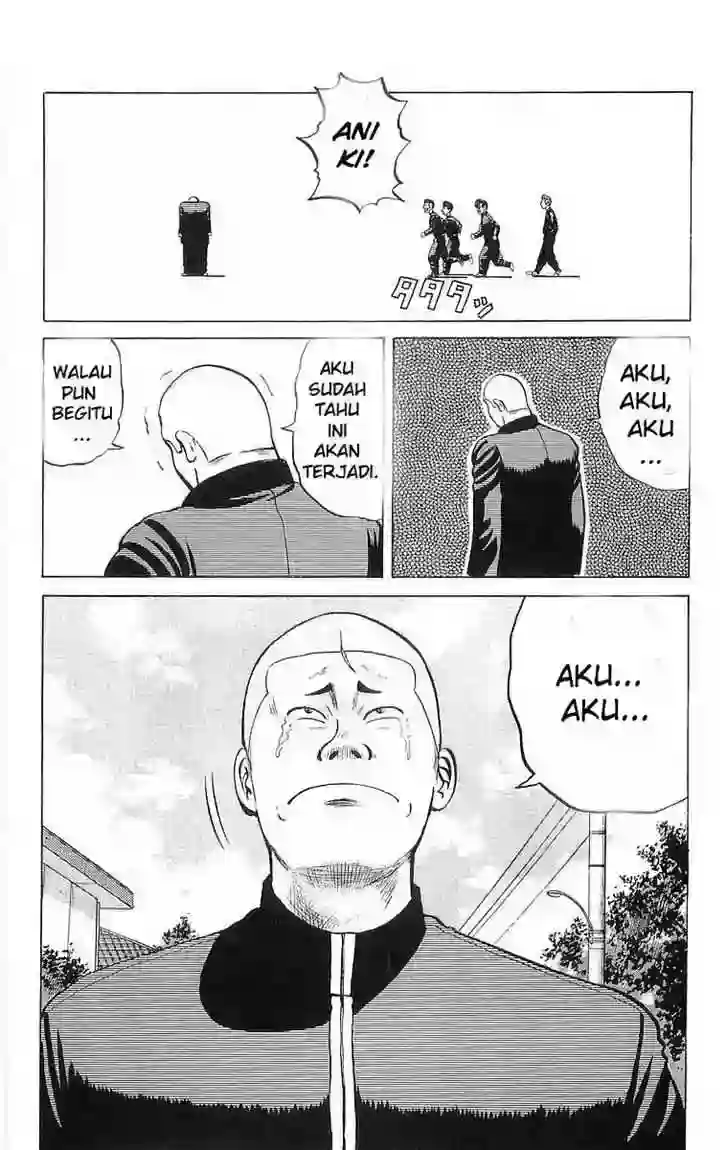 ANI
KI!
タタタッ
AKU,
AKU,
AKU
...
AKU
SUDAH
TAHU
INI
AKAN
TERJADI.
WALAU
PUN
BEGITU
...
AKU...
AKU...